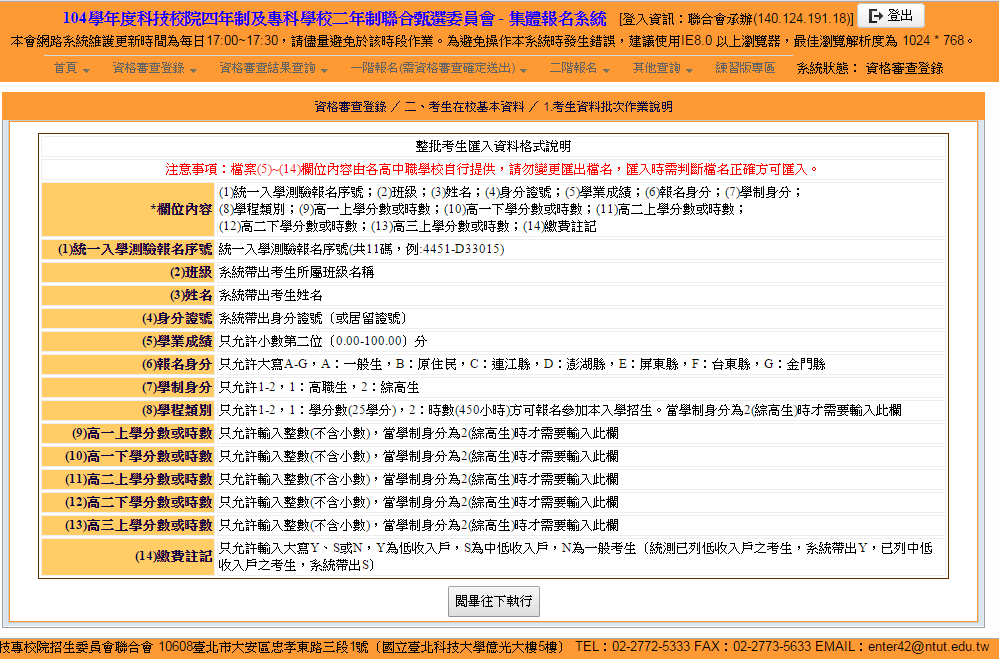 104學年度科技校院四年制及專科學校二年制聯合甄選委員會 - 集體報名系統 [登入資訊：聯合會承辦(140.124.191.18)] 登出
本會網路系統維護更新時間為每日17:00~17:30，請儘量避免於該時段作業。為避免操作本系統時發生錯誤，建議使用IE8.0 以上瀏覽器，最佳瀏覽解析度為 1024 * 768。
首頁 資格審查登錄 資格審查結果查詢 一階報名(需資格審查確定送出) 二階報名 其他查詢 練習版專區 系統狀態： 資格審查登錄
資格審查登錄 ／ 二、考生在校基本資料 ／ 1.考生資料批次作業說明
整批考生匯入資料格式說明
注意事項：檔案(5)~(14)欄位內容由各高中職學校自行提供，請勿變更匯出檔名，匯入時需判斷檔名正確方可匯入。
*欄位內容
(1)統一入學測驗報名序號；(2)班級；(3)姓名；(4)身分證號；(5)學業成績；(6)報名身分；(7)學制身分；
(8)學程類別；(9)高一上學分數或時數；(10)高一下學分數或時數；(11)高二上學分數或時數；
(12)高二下學分數或時數；(13)高三上學分數或時數；(14)繳費註記
(1)統一入學測驗報名序號 統一入學測驗報名序號(共11碼，例:4451-D33015)
(2)班級 系統帶出考生所屬班級名稱
(3)姓名 系統帶出考生姓名
(4)身分證號 系統帶出身分證號〔或居留證號〕
(5)學業成績 只允許小數第二位〔0.00-100.00〕分
(6)報名身分 只允許大寫A-G，A：一般生，B：原住民，C：連江縣，D：澎湖縣，E：屏東縣，F：台東縣，G：金門縣
(7)學制身分 只允許1-2，1：高職生，2：綜高生
(8)學程類別 只允許1-2，1：學分數(25學分)，2：時數(450小時)方可報名參加本入學招生。當學制身分為2(綜高生)時才需要輸入此欄
(9)高一上學分數或時數 只允許輸入整數(不含小數)，當學制身分為2(綜高生)時才需要輸入此欄
(10)高一下學分數或時數 只允許輸入整數(不含小數)，當學制身分為2(綜高生)時才需要輸入此欄
(11)高二上學分數或時數 只允許輸入整數(不含小數)，當學制身分為2(綜高生)時才需要輸入此欄
(12)高二下學分數或時數 只允許輸入整數(不含小數)，當學制身分為2(綜高生)時才需要輸入此欄
(13)高三上學分數或時數 只允許輸入整數(不含小數)，當學制身分為2(綜高生)時才需要輸入此欄
(14)繳費註記 只允許輸入大寫Y、S或N，Y為低收入戶，S為中低收入戶，N為一般考生〔統測已列低收入戶之考生，系統帶出Y，已列中低
收入戶之考生，系統帶出S〕
閱畢往下執行
技專校院招生委員會聯合會 10608臺北市大安區忠孝東路三段1號〔國立臺北科技大學億光大樓5樓〕 TEL：02-2772-5333 FAX：02-2773-5633 EMAIL：enter42@ntut.edu.tw